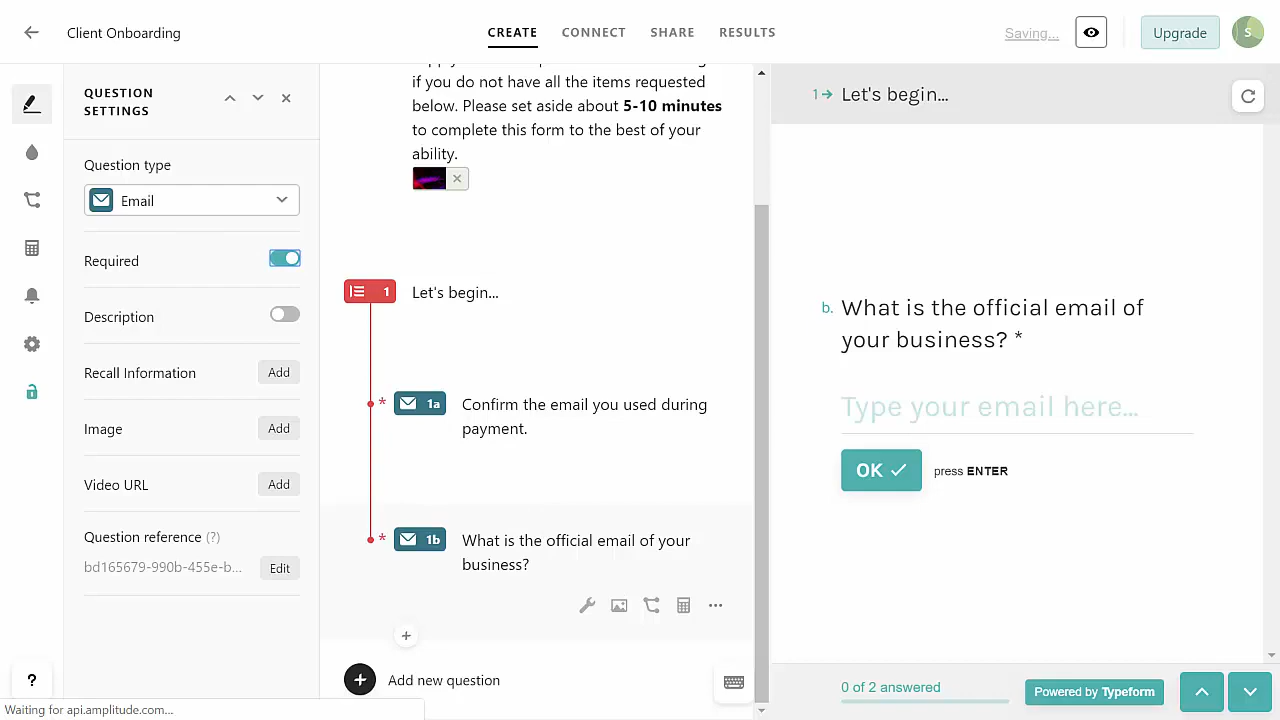 Client Onboarding
CREATE
CONNECT
SHARE
RESULTS
Saving...
Upgrade
S
QUESTION
SETTINGS
Question type
Email
Required
Description
Recall Information
Add
Image
Add
Video URL
Add
Question reference (?)
bd165679-990b-455e-b...
Edit
?
Waiting for api.amplitude.com...
if you do not have all the items requested
below. Please set aside about 5-10 minutes
to complete this form to the best of your
ability.
1
Let's begin...
* 1a
Confirm the email you used during
payment.
* 1b
What is the official email of your
business?
Add new question
1 Let's begin...
b. What is the official email of
your business? *
Type your email here...
OK
press ENTER
0 of 2 answered
Powered by Typeform